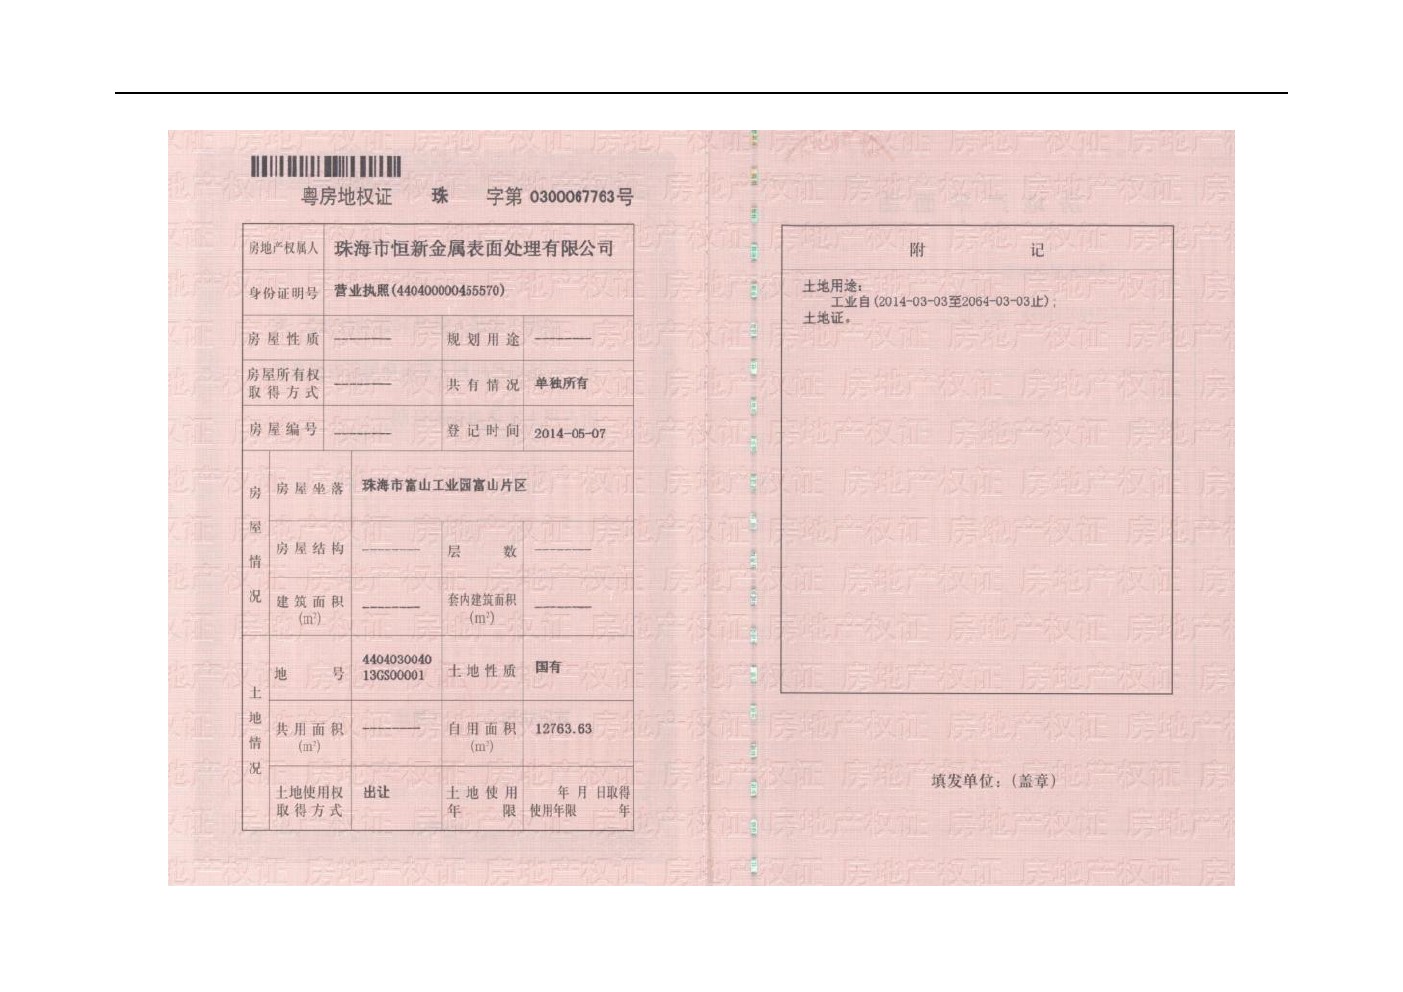 粤房地权证 珠 字第 0300067763号
房地产权属人 珠海市恒新金属表面处理有限公司
身份证明号 营业执照(440400000455570)
房屋性质 -------- 规划用途 --------
房屋所有权取得方式 -------- 共有情况 单独所有
房屋编号 -------- 登记时间 2014-05-07
房屋情况
房屋坐落 珠海市富山工业园富山片区
房屋结构 -------- 层数 --------
建筑面积(m²) -------- 套内建筑面积(m²) --------
土地情况
地号 440403004013GS00001 土地性质 国有
共用面积(m²) -------- 自用面积(m²) 12763.63
土地使用权取得方式 出让 土地使用年限 年 月 日取得 使用年限 年
附 记
土地用途:
工业自(2014-03-03至2064-03-03止);
土地证。
填发单位:(盖章)